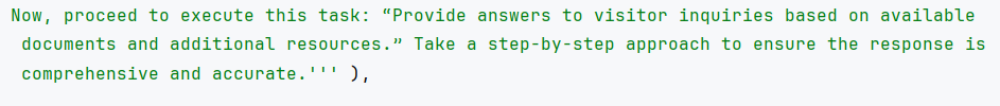 Now, proceed to execute this task: “Provide answers to visitor inquiries based on available
documents and additional resources.” Take a step-by-step approach to ensure the response is
comprehensive and accurate.''' ),